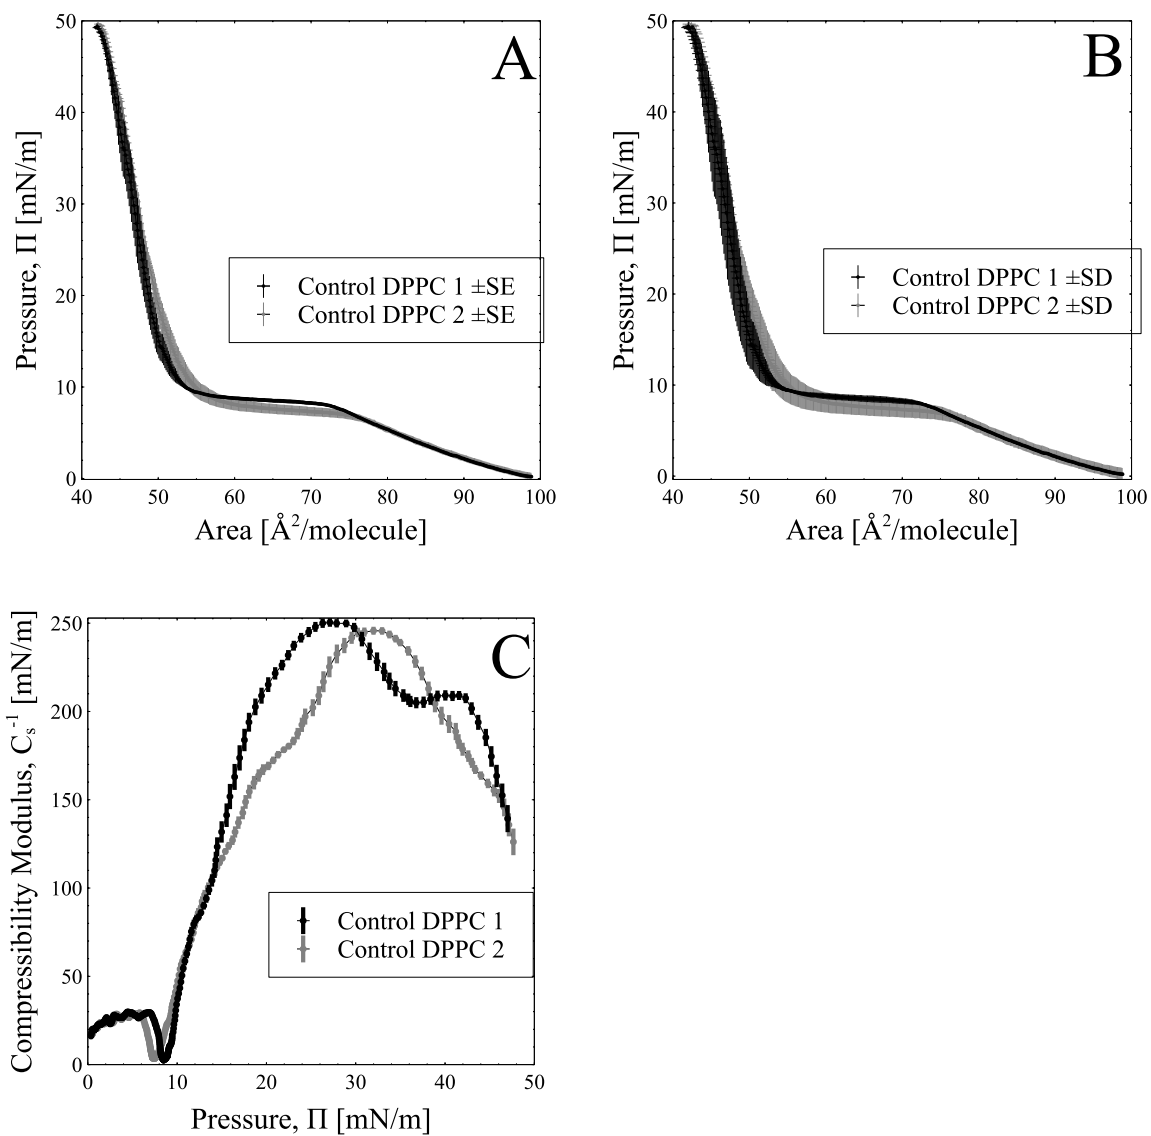 A
Pressure, Π [mN/m]
50
40
30
20
10
0
Control DPPC 1 ±SE
Control DPPC 2 ±SE
40 50 60 70 80 90 100
Area [Å²/molecule]
B
Pressure, Π [mN/m]
50
40
30
20
10
0
Control DPPC 1 ±SD
Control DPPC 2 ±SD
40 50 60 70 80 90 100
Area [Å²/molecule]
C
Compressibility Modulus, Cₛ⁻¹ [mN/m]
250
200
150
100
50
0
Control DPPC 1
Control DPPC 2
0 10 20 30 40 50
Pressure, Π [mN/m]